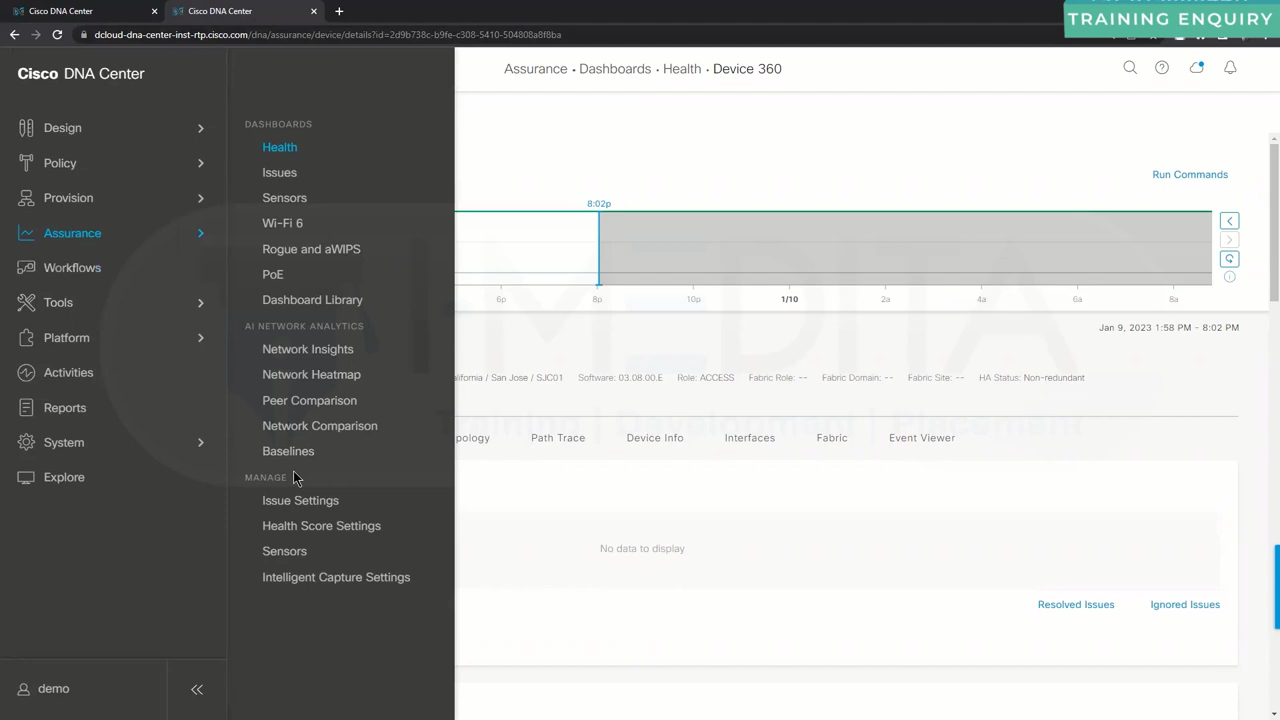 Cisco DNA Center
Cisco DNA Center
TRAINING ENQUIRY
dcloud-dna-center-inst-rtp.cisco.com/dna/assurance/device/details?id=2d9b738c-b9fe-c308-5410-504808a8f8ba
Cisco DNA Center
Assurance • Dashboards • Health • Device 360
Design
Policy
Provision
Assurance
Workflows
Tools
Platform
Activities
Reports
System
Explore
demo
DASHBOARDS
Health
Issues
Sensors
Wi-Fi 6
Rogue and aWIPS
PoE
Dashboard Library
AI NETWORK ANALYTICS
Network Insights
Network Heatmap
Peer Comparison
Network Comparison
Baselines
MANAGE
Issue Settings
Health Score Settings
Sensors
Intelligent Capture Settings
Run Commands
8:02p
6p 8p 10p 1/10 2a 4a 6a 8a
Jan 9, 2023 1:58 PM - 8:02 PM
alifornia / San Jose / SJC01 Software: 03.08.00.E Role: ACCESS Fabric Role: -- Fabric Domain: -- Fabric Site: -- HA Status: Non-redundant
Training | Development | Placement
pology Path Trace Device Info Interfaces Fabric Event Viewer
No data to display
Resolved Issues Ignored Issues